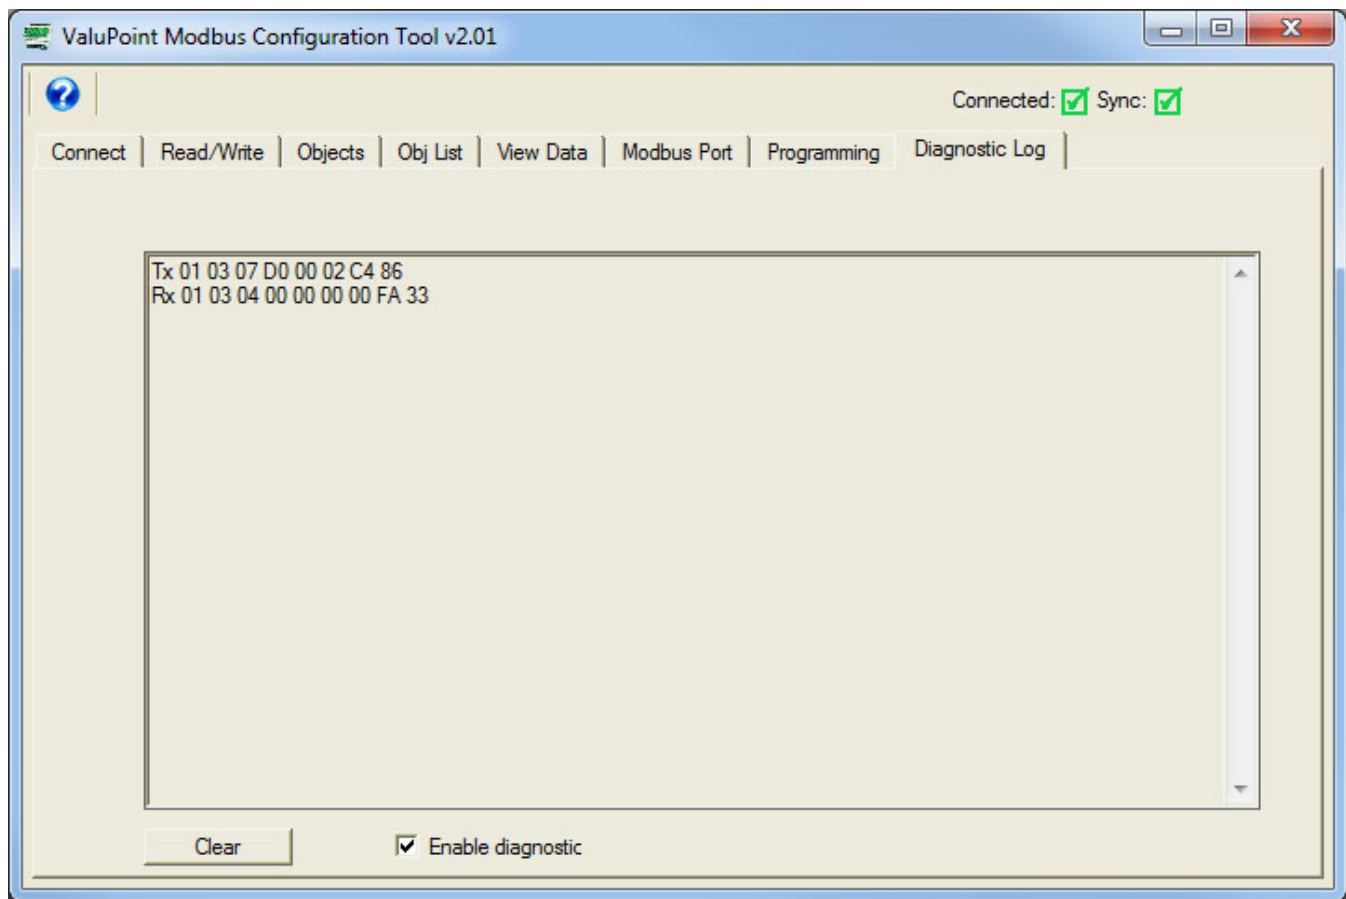 ValuPoint Modbus Configuration Tool v2.01
Connected: Sync:
Connect Read/Write Objects Obj List View Data Modbus Port Programming Diagnostic Log
Tx 01 03 07 D0 00 02 C4 86
Rx 01 03 04 00 00 00 00 FA 33
Clear Enable diagnostic